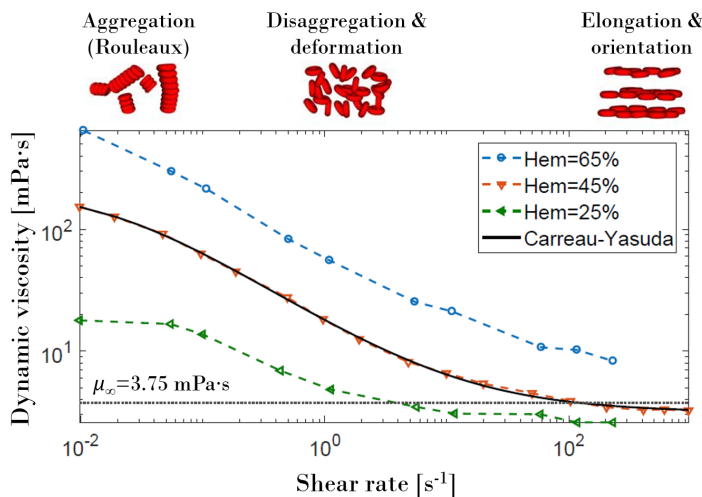 Aggregation
(Rouleaux)
Disaggregation &
deformation
Elongation &
orientation
Dynamic viscosity [mPa·s]
10²
10¹
Hem=65%
Hem=45%
Hem=25%
Carreau-Yasuda
μ∞=3.75 mPa·s
10⁻²
10⁰
10²
Shear rate [s⁻¹]